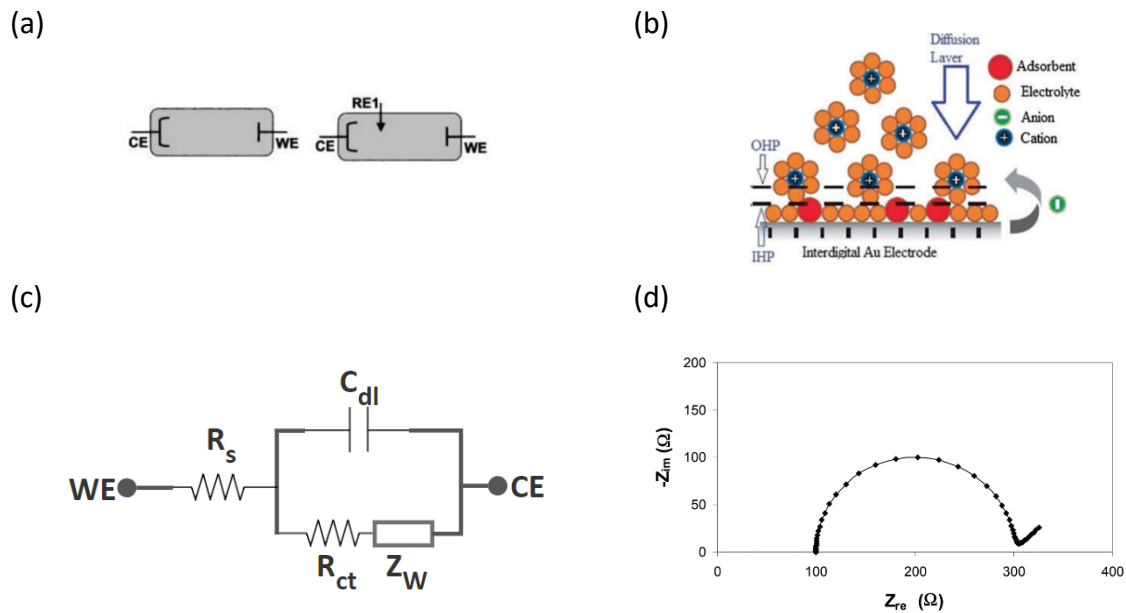 (a)
CE
WE
RE1
CE
WE
(b)
Diffusion
Layer
Adsorbent
Electrolyte
Anion
Cation
OHP
IHP
Interdigital Au Electrode
(c)
WE
Rs
Cdl
Rct
ZW
CE
(d)
200
150
100
50
0
-Zim (Ω)
0 100 200 300 400
Zre (Ω)